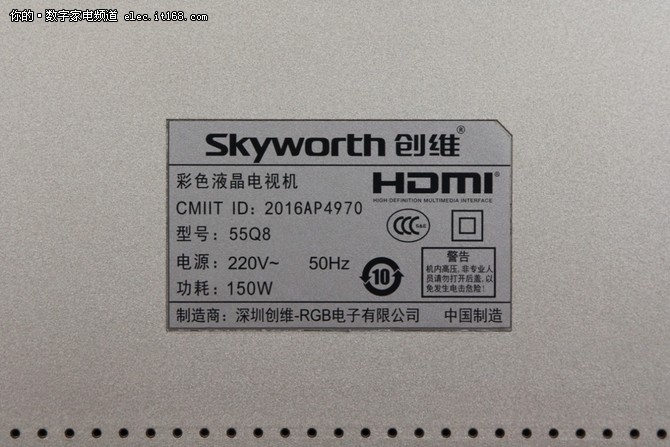 你的·数字家电频道 elec.it168.com
Skyworth 创维®
彩色液晶电视机
HDMI®
HIGH-DEFINITION MULTIMEDIA INTERFACE
CMIIT ID: 2016AP4970
CCC S&E
型号: 55Q8
电源: 220V~ 50Hz
10
警告
机内高压,非专业人
员请勿打开后盖,以
免发生电击危险!
功耗: 150W
制造商: 深圳创维-RGB电子有限公司 中国制造